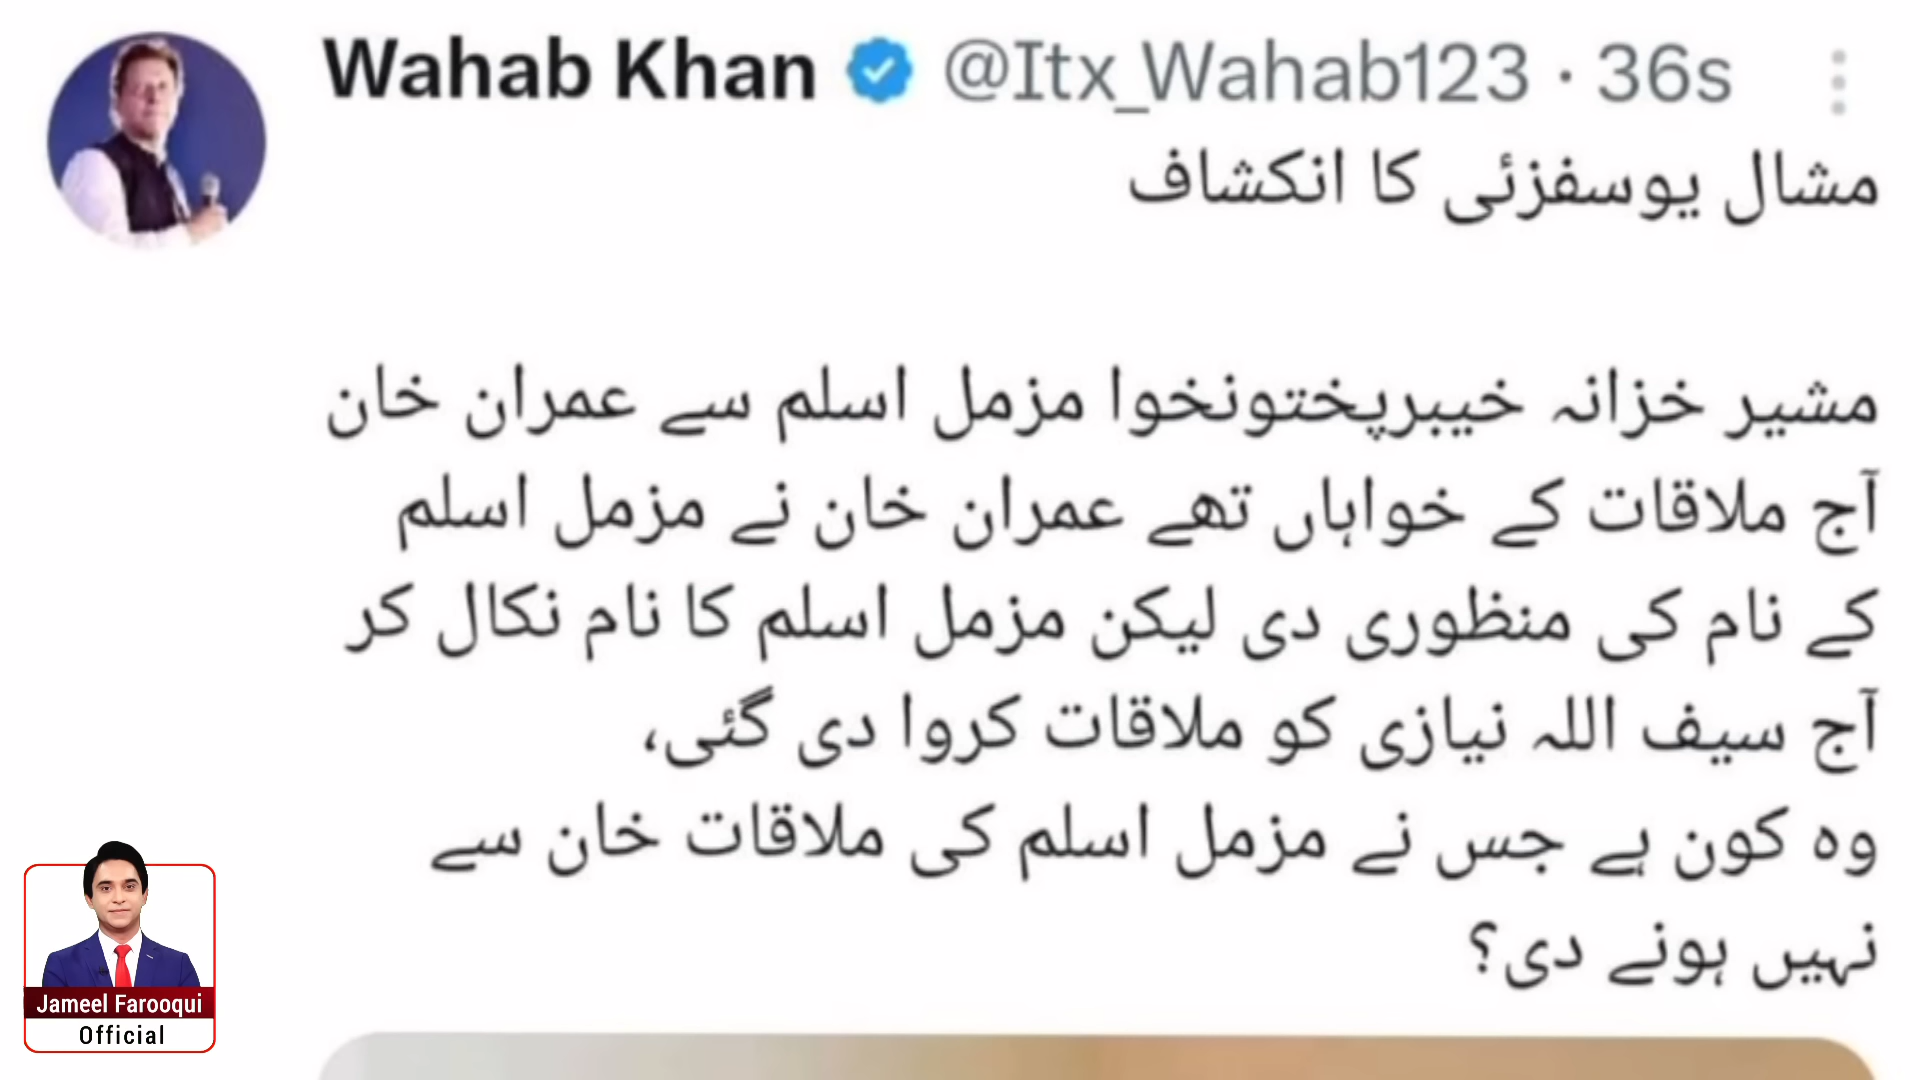 Wahab Khan @Itx_Wahab123 · 36s
مشال یوسفزئی کا انکشاف
مشیر خزانہ خیبرپختونخوا مزمل اسلم سے عمران خان
آج ملاقات کے خواہاں تھے عمران خان نے مزمل اسلم
کے نام کی منظوری دی لیکن مزمل اسلم کا نام نکال کر
آج سیف اللہ نیازی کو ملاقات کروا دی گئی،
وہ کون ہے جس نے مزمل اسلم کی ملاقات خان سے
نہیں ہونے دی؟
Jameel Farooqui
Official